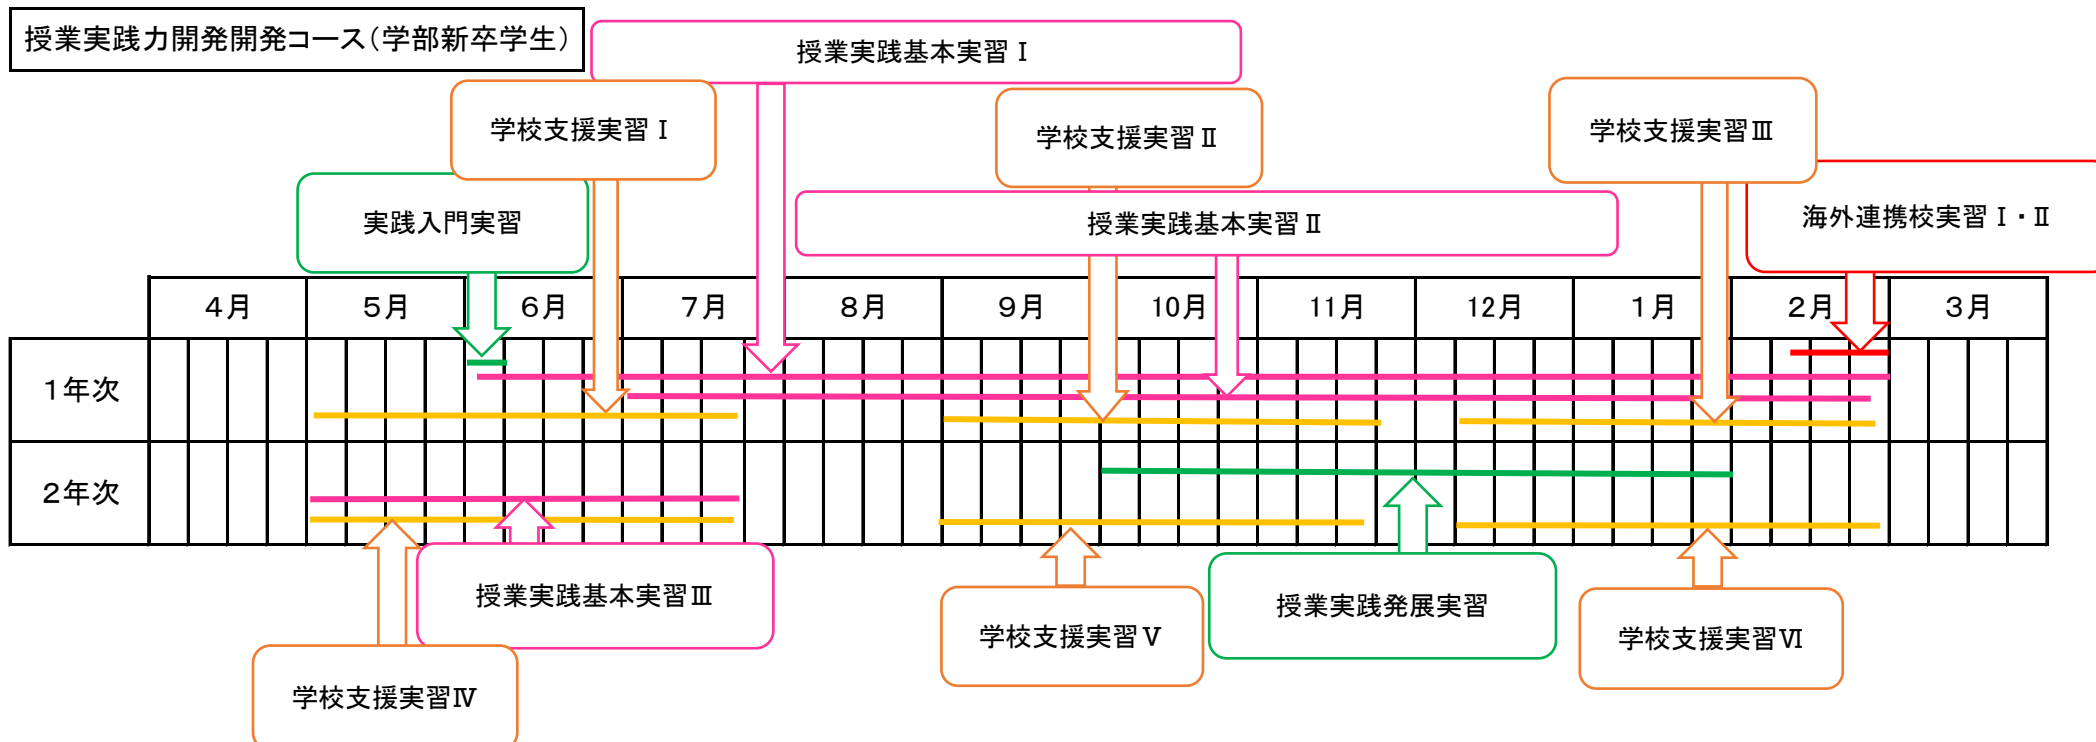 授業実践力開発開発コース(学部新卒学生)
授業実践基本実習Ⅰ
学校支援実習Ⅰ
学校支援実習Ⅱ
学校支援実習Ⅲ
実践入門実習
授業実践基本実習Ⅱ
海外連携校実習Ⅰ・Ⅱ
4月 5月 6月 7月 8月 9月 10月 11月 12月 1月 2月 3月
1年次
2年次
授業実践基本実習Ⅲ
授業実践発展実習
学校支援実習Ⅴ
学校支援実習Ⅵ
学校支援実習Ⅳ